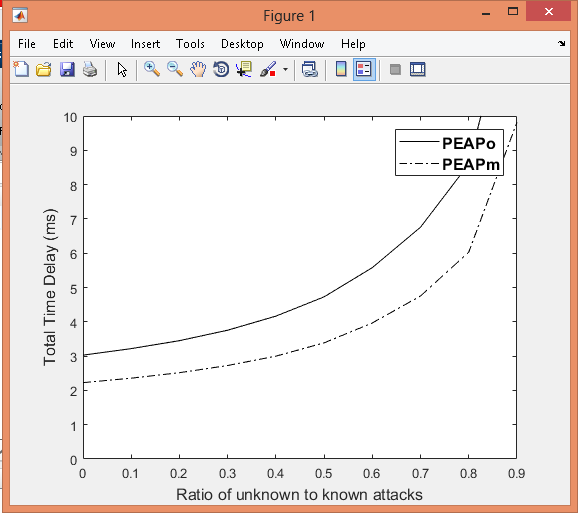 Figure 1
File Edit View Insert Tools Desktop Window Help
PEAPo
PEAPm
10
9
8
7
6
5
4
3
2
1
0
Total Time Delay (ms)
0 0.1 0.2 0.3 0.4 0.5 0.6 0.7 0.8 0.9
Ratio of unknown to known attacks